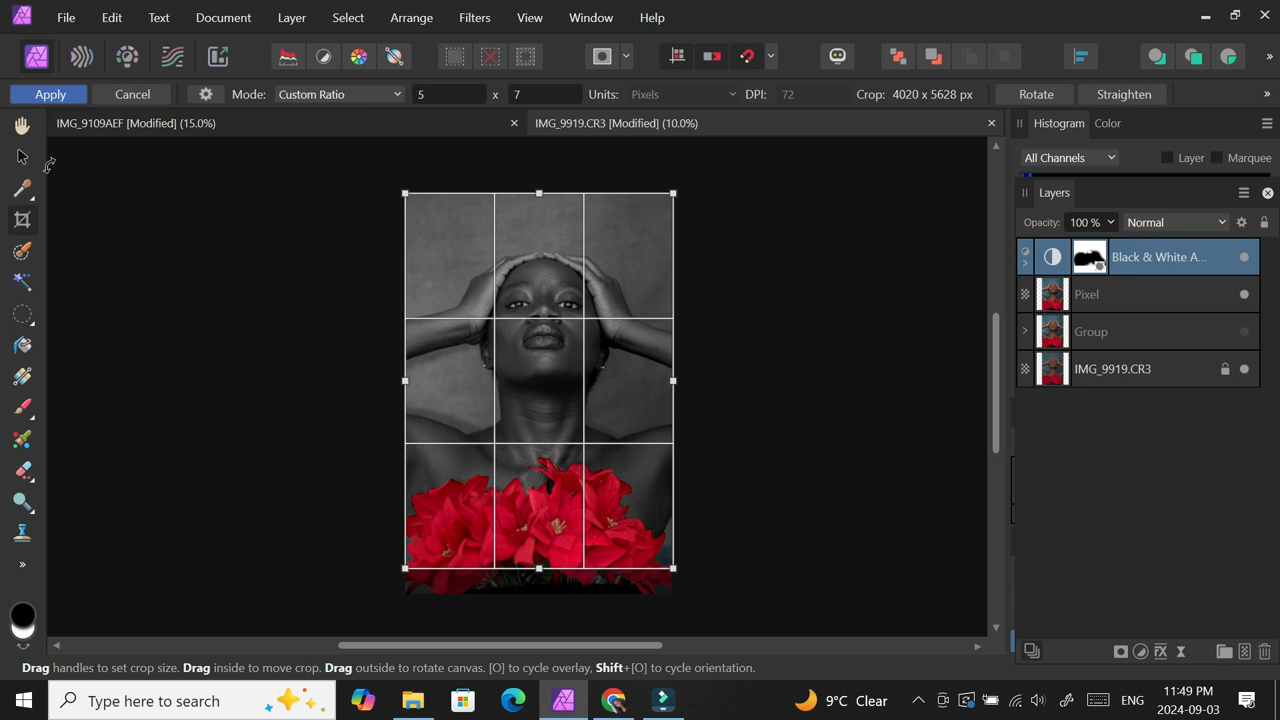 File Edit Text Document Layer Select Arrange Filters View Window Help
Apply Cancel Mode: Custom Ratio 5 x 7 Units: Pixels DPI: 72 Crop: 4020 x 5628 px Rotate Straighten »
IMG_9109AEF [Modified] (15.0%) IMG_9919.CR3 [Modified] (10.0%)
Histogram Color
All Channels Layer Marquee
Layers
Opacity: 100 % Normal
Black & White A...
Pixel
Group
IMG_9919.CR3
Drag handles to set crop size. Drag inside to move crop. Drag outside to rotate canvas. [O] to cycle overlay, Shift+[O] to cycle orientation.
Type here to search
9°C Clear
ENG
1:49 PM
2024-09-03